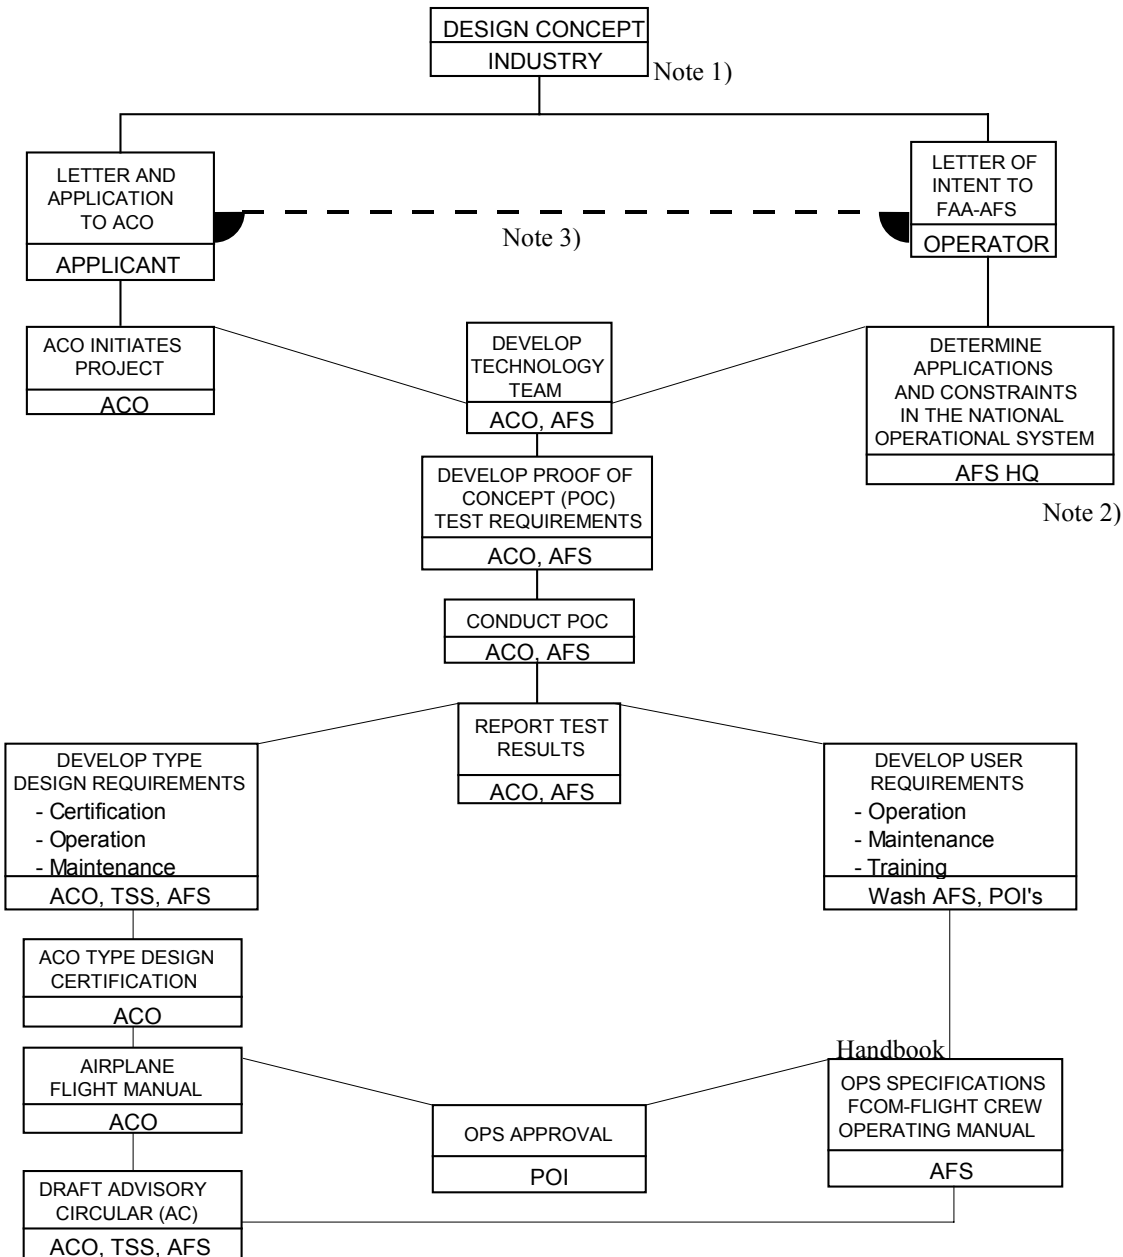 DESIGN CONCEPT
INDUSTRY
Note 1)
LETTER AND
APPLICATION
TO ACO
APPLICANT
Note 3)
LETTER OF
INTENT TO
FAA-AFS
OPERATOR
ACO INITIATES
PROJECT
ACO
DEVELOP
TECHNOLOGY
TEAM
ACO, AFS
DETERMINE
APPLICATIONS
AND CONSTRAINTS
IN THE NATIONAL
OPERATIONAL SYSTEM
AFS HQ
Note 2)
DEVELOP PROOF OF
CONCEPT (POC)
TEST REQUIREMENTS
ACO, AFS
CONDUCT POC
ACO, AFS
REPORT TEST
RESULTS
ACO, AFS
DEVELOP TYPE
DESIGN REQUIREMENTS
- Certification
- Operation
- Maintenance
ACO, TSS, AFS
DEVELOP USER
REQUIREMENTS
- Operation
- Maintenance
- Training
Wash AFS, POI's
ACO TYPE DESIGN
CERTIFICATION
ACO
AIRPLANE
FLIGHT MANUAL
ACO
OPS APPROVAL
POI
Handbook
OPS SPECIFICATIONS
FCOM-FLIGHT CREW
OPERATING MANUAL
AFS
DRAFT ADVISORY
CIRCULAR (AC)
ACO, TSS, AFS